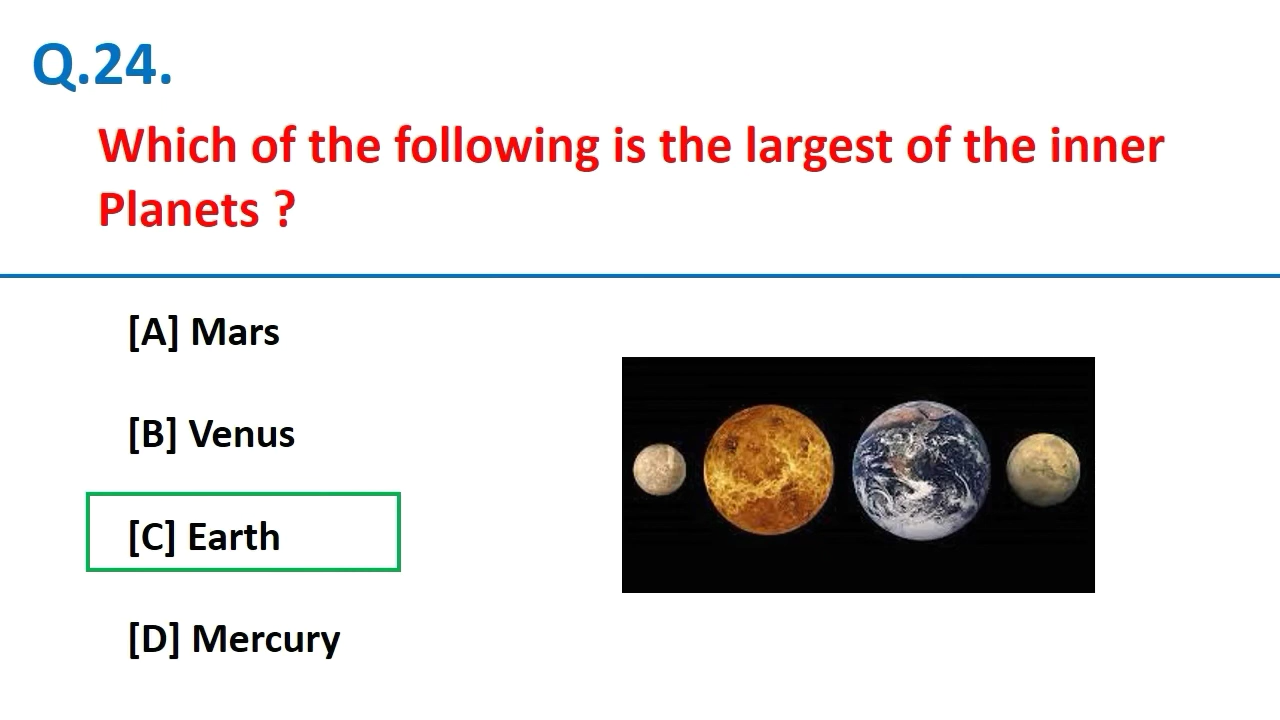 Q.24.
Which of the following is the largest of the inner
Planets ?
[A] Mars
[B] Venus
[C] Earth
[D] Mercury